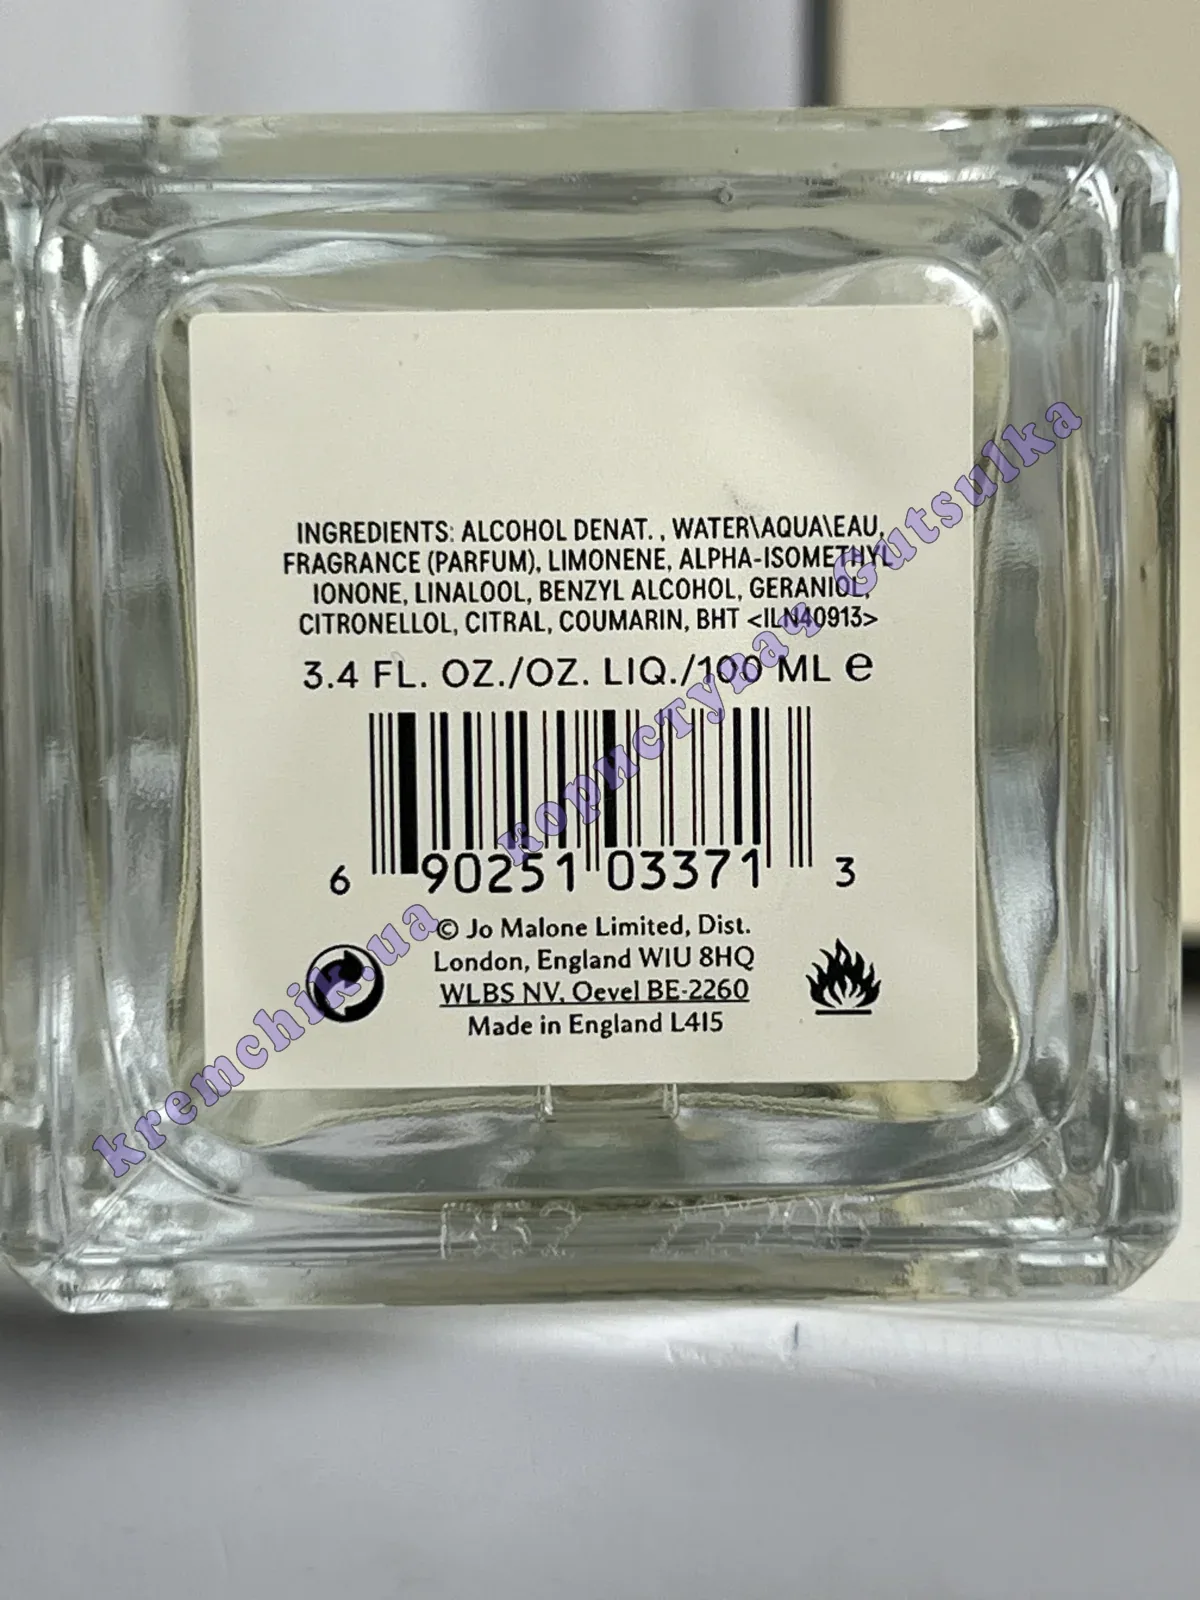 INGREDIENTS: ALCOHOL DENAT. , WATER\AQUA\EAU,
FRAGRANCE (PARFUM), LIMONENE, ALPHA-ISOMETHYL
IONONE, LINALOOL, BENZYL ALCOHOL, GERANIOL,
CITRONELLOL, CITRAL, COUMARIN, BHT <ILN40913>
3.4 FL. OZ./OZ. LIQ./100 ML e
6 90251 03371 3
© Jo Malone Limited, Dist.
London, England W1U 8HQ
WLBS NV, Oevel BE-2260
Made in England L415
kremchik.ua користувач Gutsulka